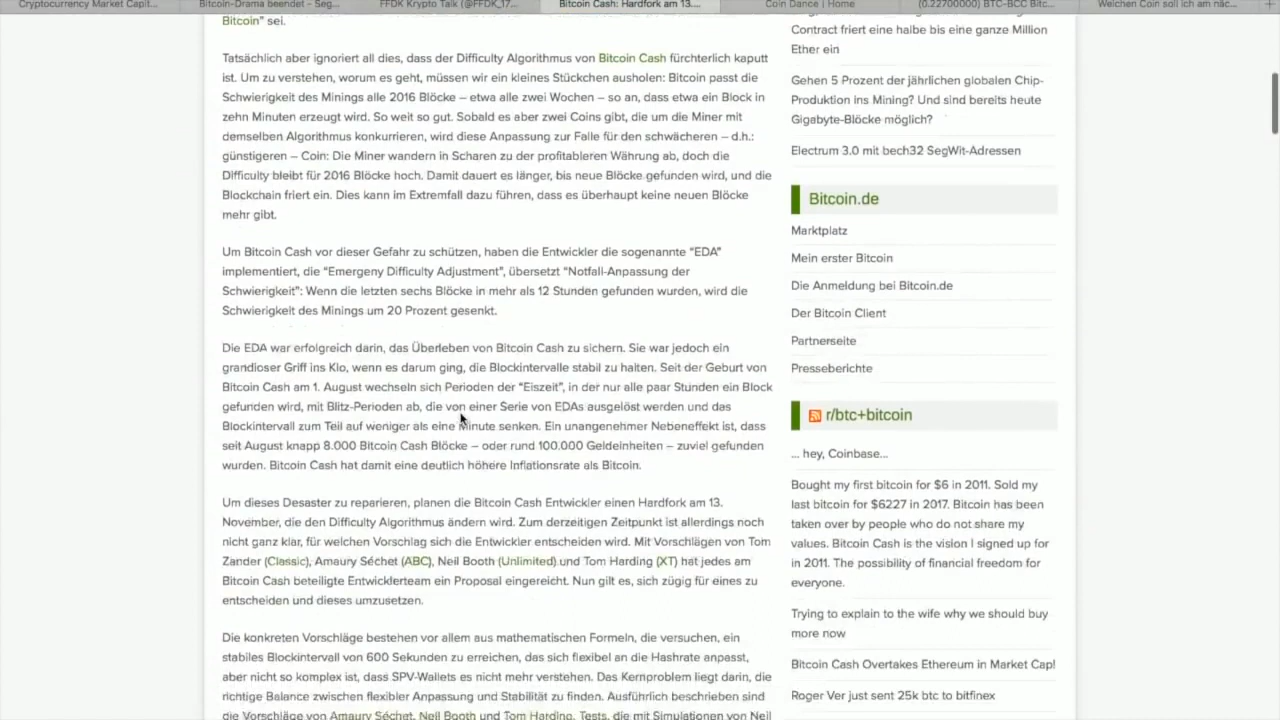 Cryptocurrency Market Capit...
Bitcoin-Drama beendet - Seg...
FFDK Krypto Talk (@FFDK_17...
Bitcoin Cash: Hardfork am 13....
Coin Dance | Home
(0.22700000) BTC-BCC Bitc...
Welchen Coin soll ich am näc...
Bitcoin” sei.
Tatsächlich aber ignoriert all dies, dass der Difficulty Algorithmus von Bitcoin Cash fürchterlich kaputt
ist. Um zu verstehen, worum es geht, müssen wir ein kleines Stückchen ausholen: Bitcoin passt die
Schwierigkeit des Minings alle 2016 Blöcke – etwa alle zwei Wochen – so an, dass etwa ein Block in
zehn Minuten erzeugt wird. So weit so gut. Sobald es aber zwei Coins gibt, die um die Miner mit
demselben Algorithmus konkurrieren, wird diese Anpassung zur Falle für den schwächeren – d.h.:
günstigeren – Coin: Die Miner wandern in Scharen zu der profitableren Währung ab, doch die
Difficulty bleibt für 2016 Blöcke hoch. Damit dauert es länger, bis neue Blöcke gefunden wird, und die
Blockchain friert ein. Dies kann im Extremfall dazu führen, dass es überhaupt keine neuen Blöcke
mehr gibt.
Um Bitcoin Cash vor dieser Gefahr zu schützen, haben die Entwickler die sogenannte “EDA”
implementiert, die “Emergeny Difficulty Adjustment”, übersetzt “Notfall-Anpassung der
Schwierigkeit”: Wenn die letzten sechs Blöcke in mehr als 12 Stunden gefunden wurden, wird die
Schwierigkeit des Minings um 20 Prozent gesenkt.
Die EDA war erfolgreich darin, das Überleben von Bitcoin Cash zu sichern. Sie war jedoch ein
grandioser Griff ins Klo, wenn es darum ging, die Blockintervalle stabil zu halten. Seit der Geburt von
Bitcoin Cash am 1. August wechseln sich Perioden der “Eiszeit”, in der nur alle paar Stunden ein Block
gefunden wird, mit Blitz-Perioden ab, die von einer Serie von EDAs ausgelöst werden und das
Blockintervall zum Teil auf weniger als eine Minute senken. Ein unangenehmer Nebeneffekt ist, dass
seit August knapp 8.000 Bitcoin Cash Blöcke – oder rund 100.000 Geldeinheiten – zuviel gefunden
wurden. Bitcoin Cash hat damit eine deutlich höhere Inflationsrate als Bitcoin.
Um dieses Desaster zu reparieren, planen die Bitcoin Cash Entwickler einen Hardfork am 13.
November, die den Difficulty Algorithmus ändern wird. Zum derzeitigen Zeitpunkt ist allerdings noch
nicht ganz klar, für welchen Vorschlag sich die Entwickler entscheiden wird. Mit Vorschlägen von Tom
Zander (Classic), Amaury Séchet (ABC), Neil Booth (Unlimited) und Tom Harding (XT) hat jedes am
Bitcoin Cash beteiligte Entwicklerteam ein Proposal eingereicht. Nun gilt es, sich zügig für eines zu
entscheiden und dieses umzusetzen.
Die konkreten Vorschläge bestehen vor allem aus mathematischen Formeln, die versuchen, ein
stabiles Blockintervall von 600 Sekunden zu erreichen, das sich flexibel an die Hashrate anpasst,
aber nicht so komplex ist, dass SPV-Wallets es nicht mehr verstehen. Das Kernproblem liegt darin, die
richtige Balance zwischen flexibler Anpassung und Stabilität zu finden. Ausführlich beschrieben sind
die Vorschläge von Amaury Séchet, Neil Booth und Tom Harding. Tests, die mit Simulationen von Neil
Contract friert eine halbe bis eine ganze Million
Ether ein
Gehen 5 Prozent der jährlichen globalen Chip-
Produktion ins Mining? Und sind bereits heute
Gigabyte-Blöcke möglich?
Electrum 3.0 mit bech32 SegWit-Adressen
Bitcoin.de
Marktplatz
Mein erster Bitcoin
Die Anmeldung bei Bitcoin.de
Der Bitcoin Client
Partnerseite
Presseberichte
r/btc+bitcoin
... hey, Coinbase...
Bought my first bitcoin for $6 in 2011. Sold my
last bitcoin for $6227 in 2017. Bitcoin has been
taken over by people who do not share my
values. Bitcoin Cash is the vision I signed up for
in 2011. The possibility of financial freedom for
everyone.
Trying to explain to the wife why we should buy
more now
Bitcoin Cash Overtakes Ethereum in Market Cap!
Roger Ver just sent 25k btc to bitfinex